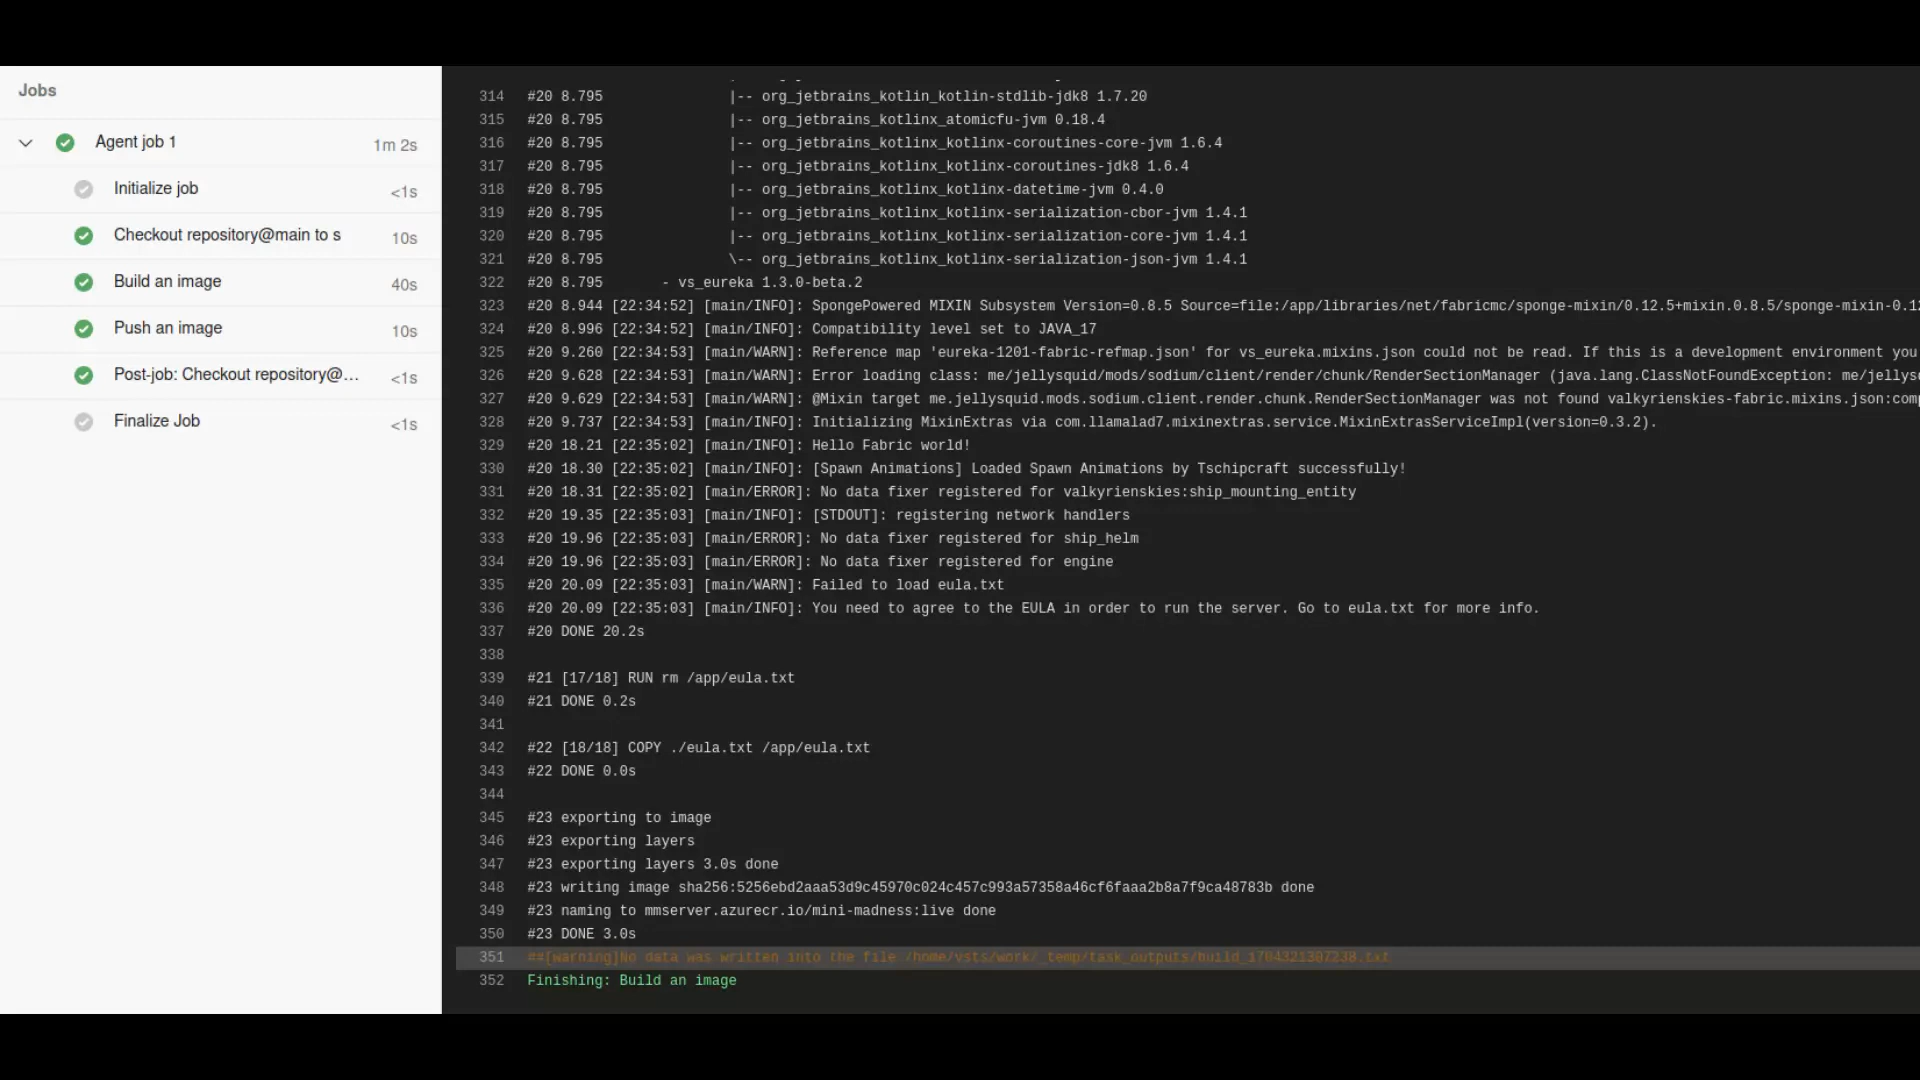 Jobs
Agent job 1 1m 2s
Initialize job <1s
Checkout repository@main to s 10s
Build an image 40s
Push an image 10s
Post-job: Checkout repository@… <1s
Finalize Job <1s
314 #20 8.795 |-- org_jetbrains_kotlin_kotlin-stdlib-jdk8 1.7.20
315 #20 8.795 |-- org_jetbrains_kotlinx_atomicfu-jvm 0.18.4
316 #20 8.795 |-- org_jetbrains_kotlinx_kotlinx-coroutines-core-jvm 1.6.4
317 #20 8.795 |-- org_jetbrains_kotlinx_kotlinx-coroutines-jdk8 1.6.4
318 #20 8.795 |-- org_jetbrains_kotlinx_kotlinx-datetime-jvm 0.4.0
319 #20 8.795 |-- org_jetbrains_kotlinx_kotlinx-serialization-cbor-jvm 1.4.1
320 #20 8.795 |-- org_jetbrains_kotlinx_kotlinx-serialization-core-jvm 1.4.1
321 #20 8.795 \-- org_jetbrains_kotlinx_kotlinx-serialization-json-jvm 1.4.1
322 #20 8.795 - vs_eureka 1.3.0-beta.2
323 #20 8.944 [22:34:52] [main/INFO]: SpongePowered MIXIN Subsystem Version=0.8.5 Source=file:/app/libraries/net/fabricmc/sponge-mixin/0.12.5+mixin.0.8.5/sponge-mixin-0.12
324 #20 8.996 [22:34:52] [main/INFO]: Compatibility level set to JAVA_17
325 #20 9.260 [22:34:53] [main/WARN]: Reference map 'eureka-1201-fabric-refmap.json' for vs_eureka.mixins.json could not be read. If this is a development environment you
326 #20 9.628 [22:34:53] [main/WARN]: Error loading class: me/jellysquid/mods/sodium/client/render/chunk/RenderSectionManager (java.lang.ClassNotFoundException: me/jellysq
327 #20 9.629 [22:34:53] [main/WARN]: @Mixin target me.jellysquid.mods.sodium.client.render.chunk.RenderSectionManager was not found valkyrienskies-fabric.mixins.json:comp
328 #20 9.737 [22:34:53] [main/INFO]: Initializing MixinExtras via com.llamalad7.mixinextras.service.MixinExtrasServiceImpl(version=0.3.2).
329 #20 18.21 [22:35:02] [main/INFO]: Hello Fabric world!
330 #20 18.30 [22:35:02] [main/INFO]: [Spawn Animations] Loaded Spawn Animations by Tschipcraft successfully!
331 #20 18.31 [22:35:02] [main/ERROR]: No data fixer registered for valkyrienskies:ship_mounting_entity
332 #20 19.35 [22:35:03] [main/INFO]: [STDOUT]: registering network handlers
333 #20 19.96 [22:35:03] [main/ERROR]: No data fixer registered for ship_helm
334 #20 19.96 [22:35:03] [main/ERROR]: No data fixer registered for engine
335 #20 20.09 [22:35:03] [main/WARN]: Failed to load eula.txt
336 #20 20.09 [22:35:03] [main/INFO]: You need to agree to the EULA in order to run the server. Go to eula.txt for more info.
337 #20 DONE 20.2s
338
339 #21 [17/18] RUN rm /app/eula.txt
340 #21 DONE 0.2s
341
342 #22 [18/18] COPY ./eula.txt /app/eula.txt
343 #22 DONE 0.0s
344
345 #23 exporting to image
346 #23 exporting layers
347 #23 exporting layers 3.0s done
348 #23 writing image sha256:5256ebd2aaa53d9c45970c024c457c993a57358a46cf6faaa2b8a7f9ca48783b done
349 #23 naming to mmserver.azurecr.io/mini-madness:live done
350 #23 DONE 3.0s
351 ##[warning]No data was written into the file /home/vsts/work/_temp/task_outputs/build_1704321307238.txt
352 Finishing: Build an image